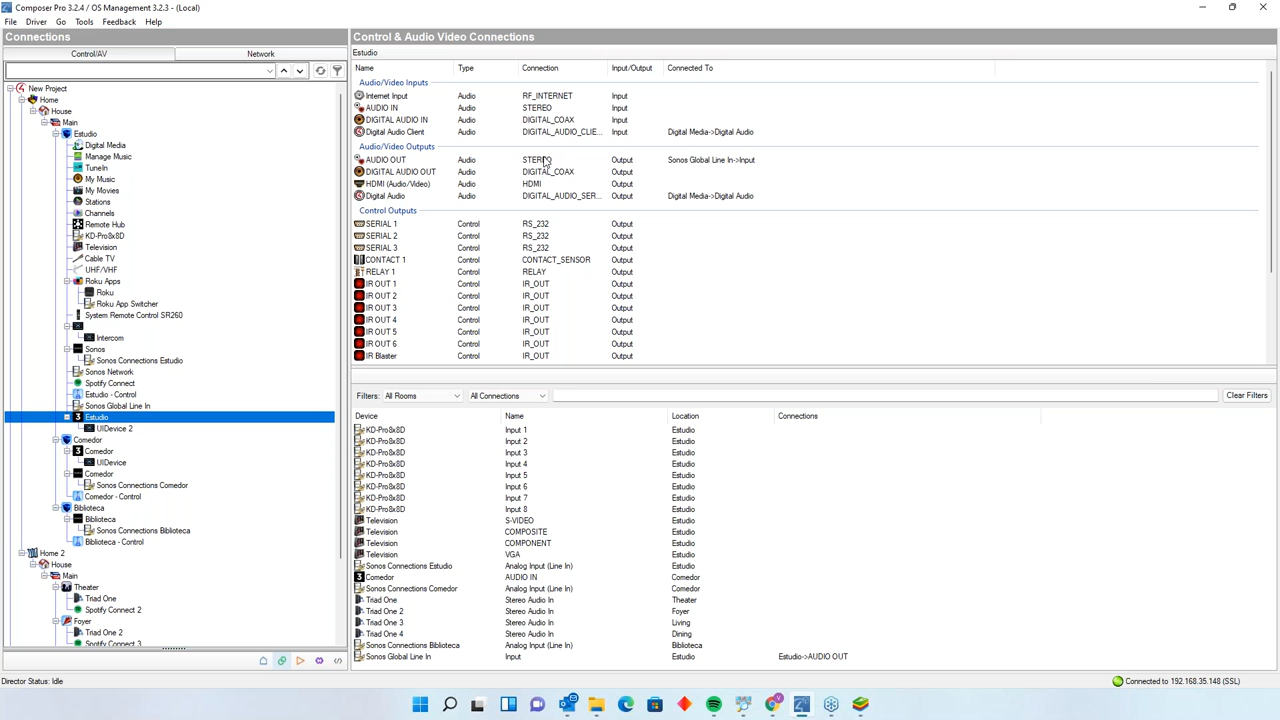 Composer Pro 3.2.4 / OS Management 3.2.3 - (Local)
File Driver Go Tools Feedback Help
Connections
Control/AV Network
New Project
Home
House
Main
Estudio
Digital Media
Manage Music
TuneIn
My Music
My Movies
Stations
Channels
Remote Hub
KD-Pro8x8D
Television
Cable TV
UHF/VHF
Roku Apps
Roku
Roku App Switcher
System Remote Control SR260
Intercom
Sonos
Sonos Connections Estudio
Sonos Network
Spotify Connect
Estudio - Control
Sonos Global Line In
Estudio
UIDevice 2
Comedor
Comedor
UIDevice
Comedor
Sonos Connections Comedor
Comedor - Control
Biblioteca
Biblioteca
Sonos Connections Biblioteca
Biblioteca - Control
Home 2
House
Main
Theater
Triad One
Spotify Connect 2
Foyer
Triad One 2
Spotify Connect 3
Control & Audio Video Connections
Estudio
Name Type Connection Input/Output Connected To
Audio/Video Inputs
Internet Input Audio RF_INTERNET Input
AUDIO IN Audio STEREO Input
DIGITAL AUDIO IN Audio DIGITAL_COAX Input
Digital Audio Client Audio DIGITAL_AUDIO_CLIE... Input Digital Media->Digital Audio
Audio/Video Outputs
AUDIO OUT Audio STEREO Output Sonos Global Line In->Input
DIGITAL AUDIO OUT Audio DIGITAL_COAX Output
HDMI (Audio/Video) Audio HDMI Output
Digital Audio Audio DIGITAL_AUDIO_SER... Output Digital Media->Digital Audio
Control Outputs
SERIAL 1 Control RS_232 Output
SERIAL 2 Control RS_232 Output
SERIAL 3 Control RS_232 Output
CONTACT 1 Control CONTACT_SENSOR Output
RELAY 1 Control RELAY Output
IR OUT 1 Control IR_OUT Output
IR OUT 2 Control IR_OUT Output
IR OUT 3 Control IR_OUT Output
IR OUT 4 Control IR_OUT Output
IR OUT 5 Control IR_OUT Output
IR OUT 6 Control IR_OUT Output
IR Blaster Control IR_OUT Output
Filters: All Rooms All Connections Clear Filters
Device Name Location Connections
KD-Pro8x8D Input 1 Estudio
KD-Pro8x8D Input 2 Estudio
KD-Pro8x8D Input 3 Estudio
KD-Pro8x8D Input 4 Estudio
KD-Pro8x8D Input 5 Estudio
KD-Pro8x8D Input 6 Estudio
KD-Pro8x8D Input 7 Estudio
KD-Pro8x8D Input 8 Estudio
Television S-VIDEO Estudio
Television COMPOSITE Estudio
Television COMPONENT Estudio
Television VGA Estudio
Sonos Connections Estudio Analog Input (Line In) Estudio
Comedor AUDIO IN Comedor
Sonos Connections Comedor Analog Input (Line In) Comedor
Triad One Stereo Audio In Theater
Triad One 2 Stereo Audio In Foyer
Triad One 3 Stereo Audio In Living
Triad One 4 Stereo Audio In Dining
Sonos Connections Biblioteca Analog Input (Line In) Biblioteca
Sonos Global Line In Input Estudio Estudio->AUDIO OUT
Director Status: Idle
Connected to 192.168.35.148 (SSL)